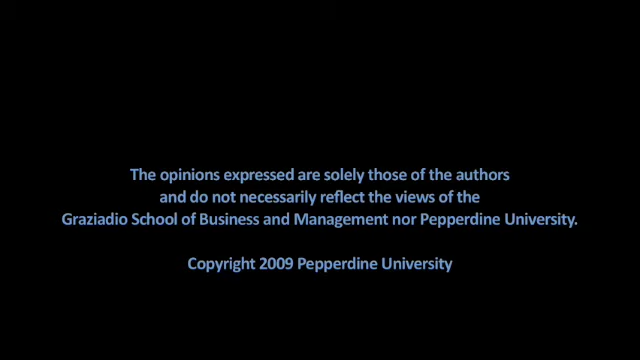 The opinions expressed are solely those of the authors
and do not necessarily reflect the views of the
Graziadio School of Business and Management nor Pepperdine University.
Copyright 2009 Pepperdine University